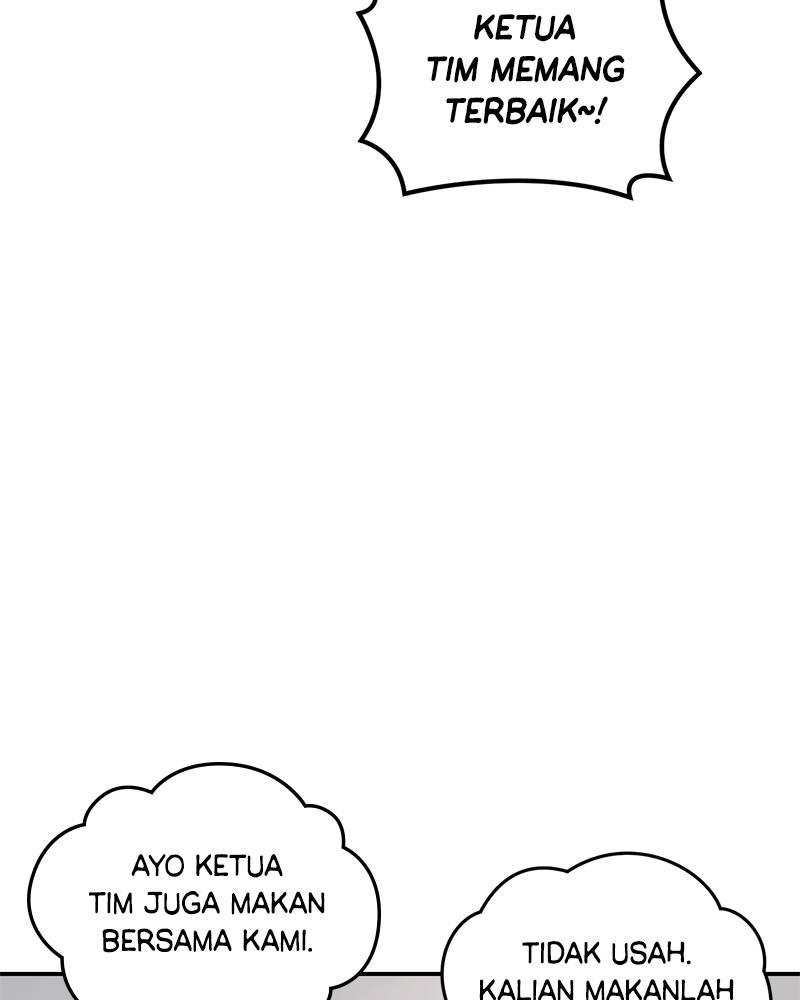 KETUA
TIM MEMANG
TERBAIK~!
AYO KETUA
TIM JUGA MAKAN
BERSAMA KAMI.
TIDAK USAH.
KALIAN MAKANLAH